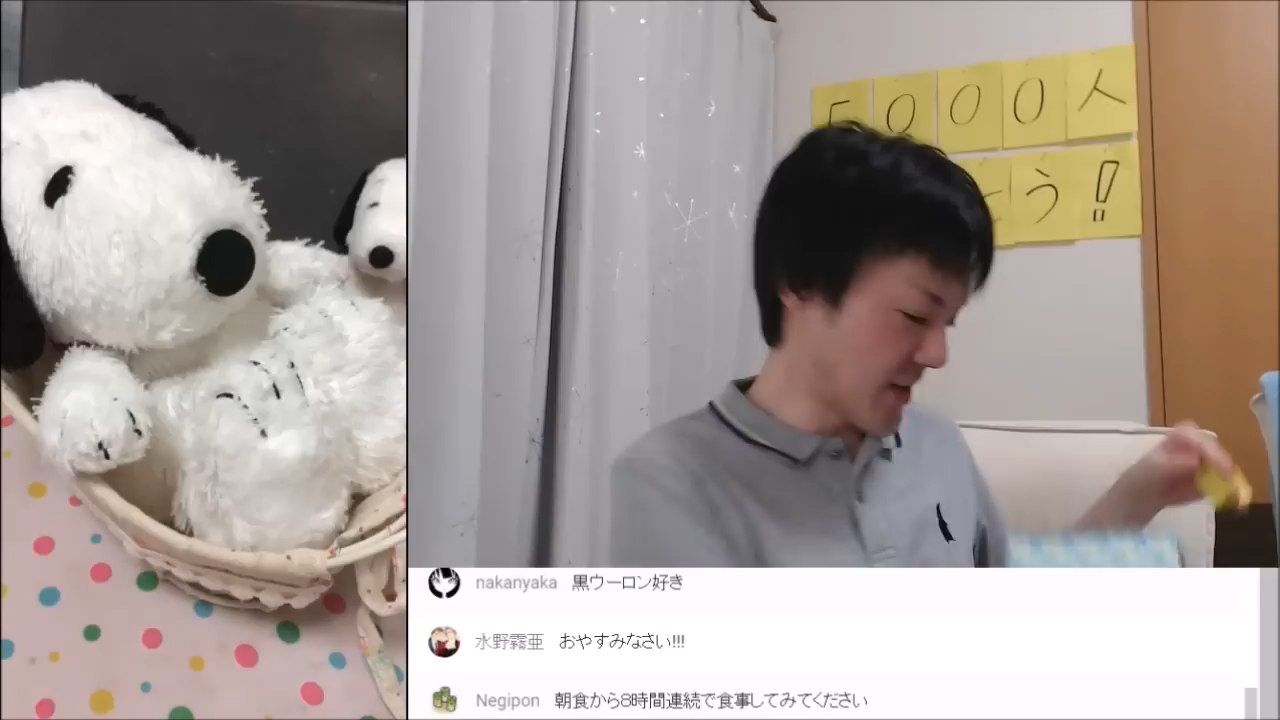 5000人
う!!
nakanyaka 黒ウーロン好き
水野霧亜 おやすみなさい!!!
Negipon 朝食から8時間連続で食事してみてください